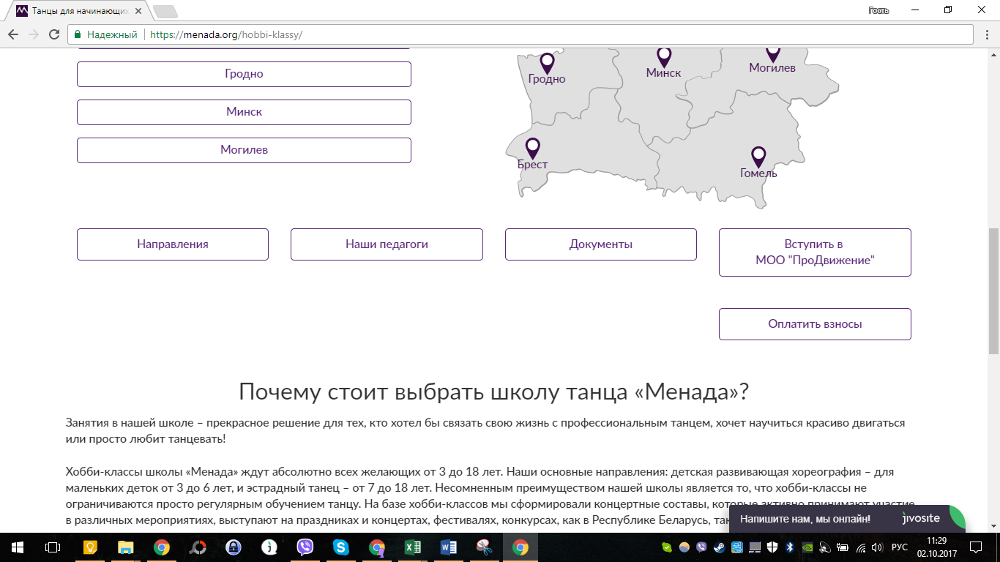 Танцы для начинающих
Гость
Надежный
https://menada.org/hobbi-klassy/
Гродно
Минск
Могилев
Гродно
Минск
Могилев
Брест
Гомель
Направления
Наши педагоги
Документы
Вступить в
МОО "ПроДвижение"
Оплатить взносы
Почему стоит выбрать школу танца «Менада»?
Занятия в нашей школе – прекрасное решение для тех, кто хотел бы связать свою жизнь с профессиональным танцем, хочет научиться красиво двигаться
или просто любит танцевать!
Хобби-классы школы «Менада» ждут абсолютно всех желающих от 3 до 18 лет. Наши основные направления: детская развивающая хореография – для
маленьких деток от 3 до 6 лет, и эстрадный танец – от 7 до 18 лет. Несомненным преимуществом нашей школы является то, что хобби-классы не
ограничиваются просто регулярным обучением танцу. На базе хобби-классов мы сформировали концертные составы, которые активно принимают участие
в различных мероприятиях, выступают на праздниках и концертах, фестивалях, конкурсах, как в Республике Беларусь,
Напишите нам, мы онлайн!
jivosite
РУС
11:29
02.10.2017